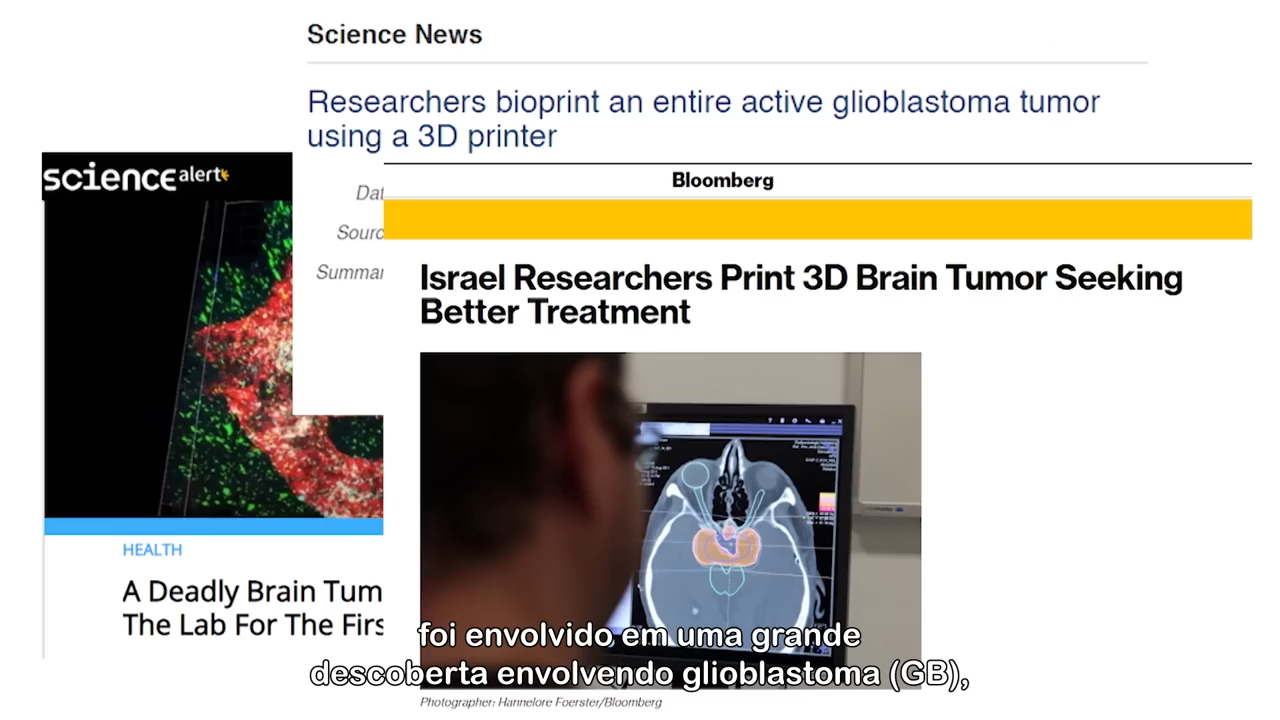 Science News
Researchers bioprint an entire active glioblastoma tumor
using a 3D printer
science alert
Dat
Sourc
Summar
Bloomberg
Israel Researchers Print 3D Brain Tumor Seeking
Better Treatment
HEALTH
A Deadly Brain Tum
The Lab For The Firs
foi envolvido em uma grande
descoberta envolvendo glioblastoma (GB),
Photographer: Hannelore Foerster/Bloomberg